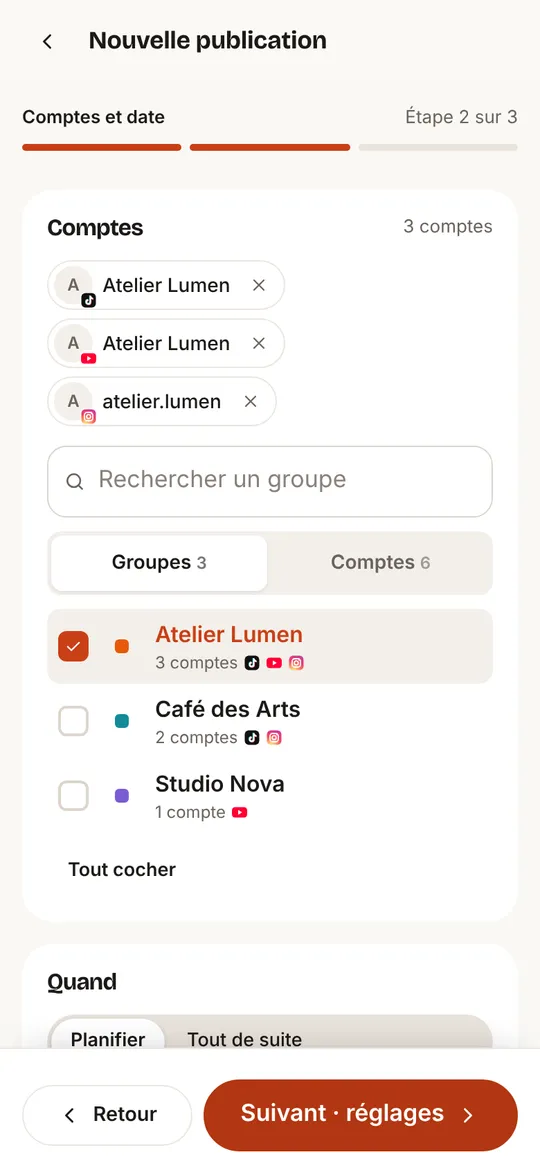 Nouvelle publication
Comptes et date
Étape 2 sur 3
Comptes
3 comptes
A Atelier Lumen
A Atelier Lumen
A atelier.lumen
Rechercher un groupe
Groupes 3
Comptes 6
Atelier Lumen
3 comptes
Café des Arts
2 comptes
Studio Nova
1 compte
Tout cocher
Quand
Planifier
Tout de suite
Retour
Suivant · réglages